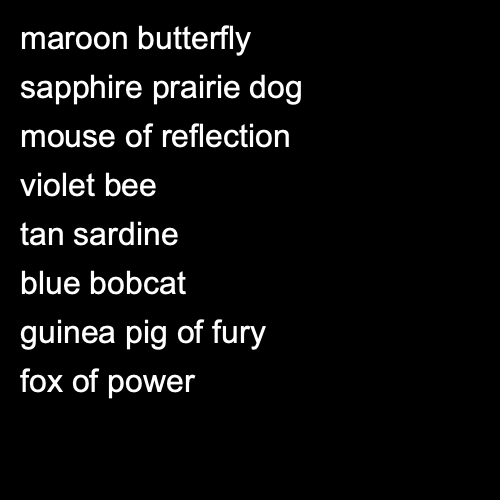 maroon butterfly
sapphire prairie dog
mouse of reflection
violet bee
tan sardine
blue bobcat
guinea pig of fury
fox of power